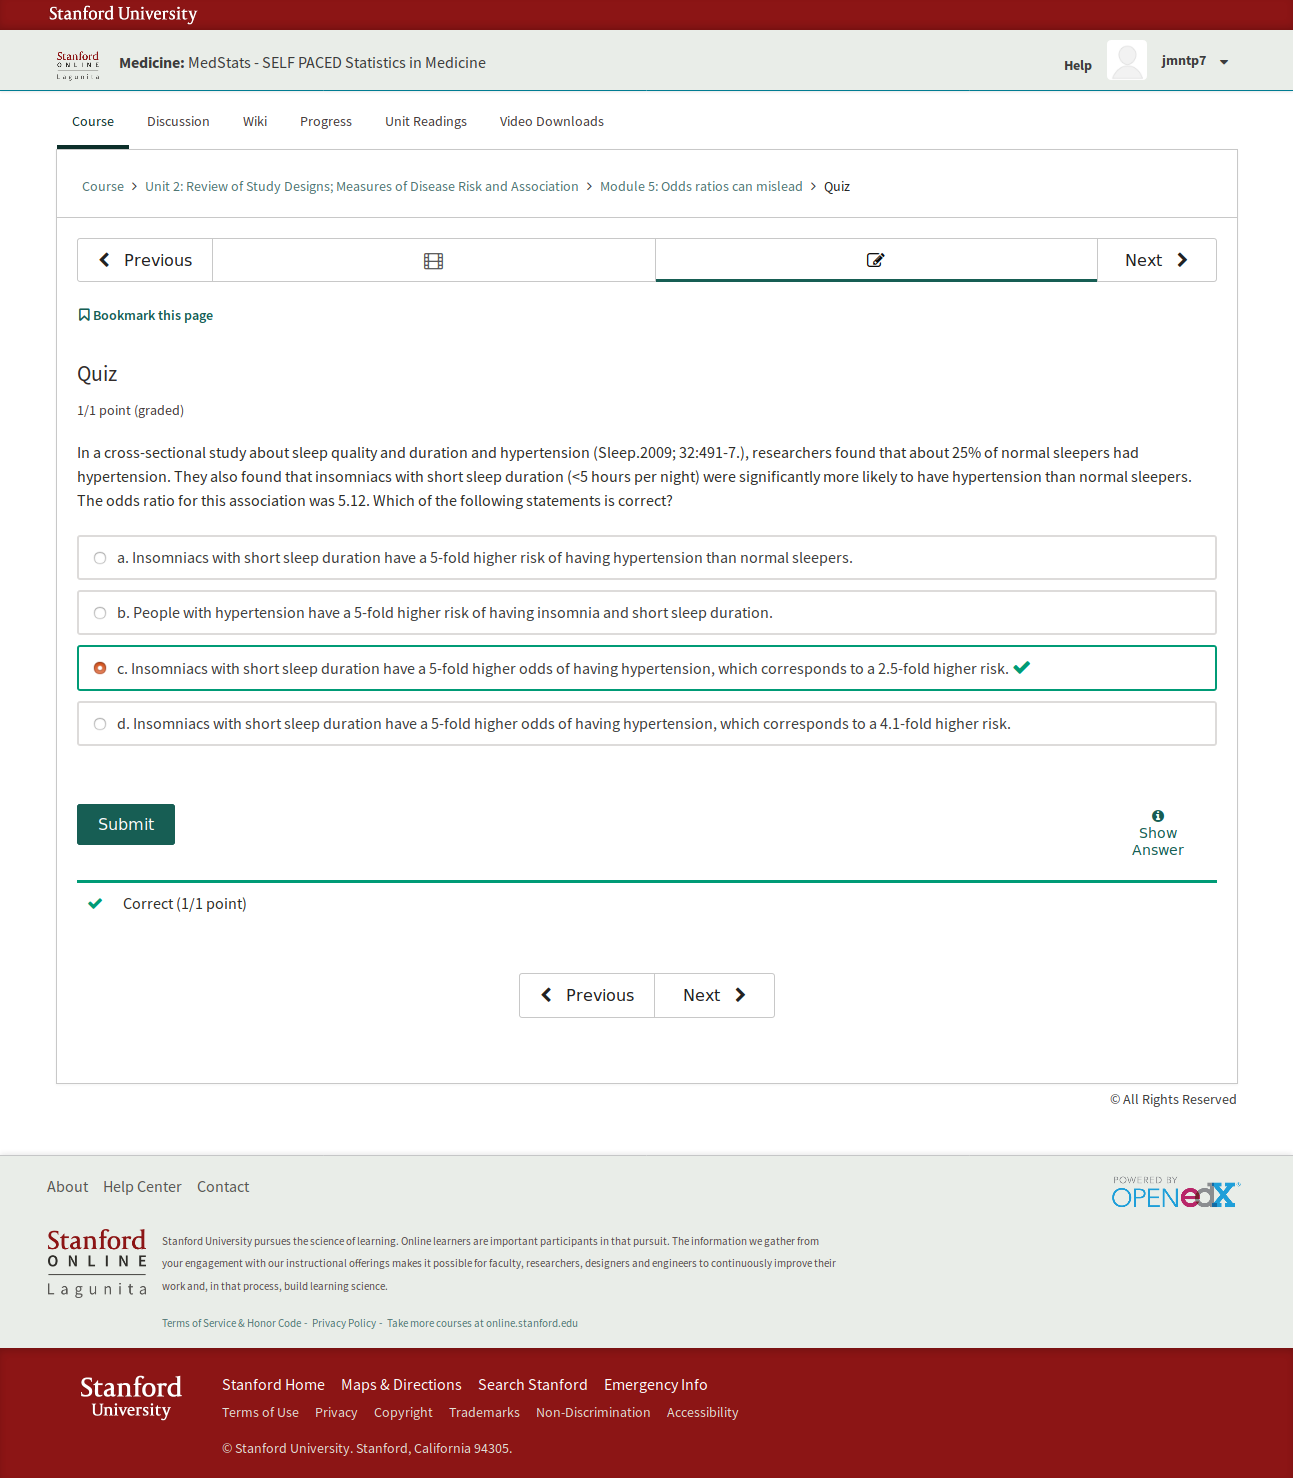 Stanford University
Stanford
ONLINE
Lagunita
Medicine: MedStats - SELF PACED Statistics in Medicine
Help
jmntp7
Course
Discussion
Wiki
Progress
Unit Readings
Video Downloads
Course > Unit 2: Review of Study Designs; Measures of Disease Risk and Association > Module 5: Odds ratios can mislead > Quiz
Previous
Next
Bookmark this page
Quiz
1/1 point (graded)
In a cross-sectional study about sleep quality and duration and hypertension (Sleep.2009; 32:491-7.), researchers found that about 25% of normal sleepers had
hypertension. They also found that insomniacs with short sleep duration (<5 hours per night) were significantly more likely to have hypertension than normal sleepers.
The odds ratio for this association was 5.12. Which of the following statements is correct?
a. Insomniacs with short sleep duration have a 5-fold higher risk of having hypertension than normal sleepers.
b. People with hypertension have a 5-fold higher risk of having insomnia and short sleep duration.
c. Insomniacs with short sleep duration have a 5-fold higher odds of having hypertension, which corresponds to a 2.5-fold higher risk.
d. Insomniacs with short sleep duration have a 5-fold higher odds of having hypertension, which corresponds to a 4.1-fold higher risk.
Submit
Show
Answer
Correct (1/1 point)
Previous
Next
© All Rights Reserved
About
Help Center
Contact
POWERED BY
OPEN edX
Stanford
ONLINE
Lagunita
Stanford University pursues the science of learning. Online learners are important participants in that pursuit. The information we gather from
your engagement with our instructional offerings makes it possible for faculty, researchers, designers and engineers to continuously improve their
work and, in that process, build learning science.
Terms of Service & Honor Code - Privacy Policy - Take more courses at online.stanford.edu
Stanford
University
Stanford Home
Maps & Directions
Search Stanford
Emergency Info
Terms of Use
Privacy
Copyright
Trademarks
Non-Discrimination
Accessibility
© Stanford University. Stanford, California 94305.